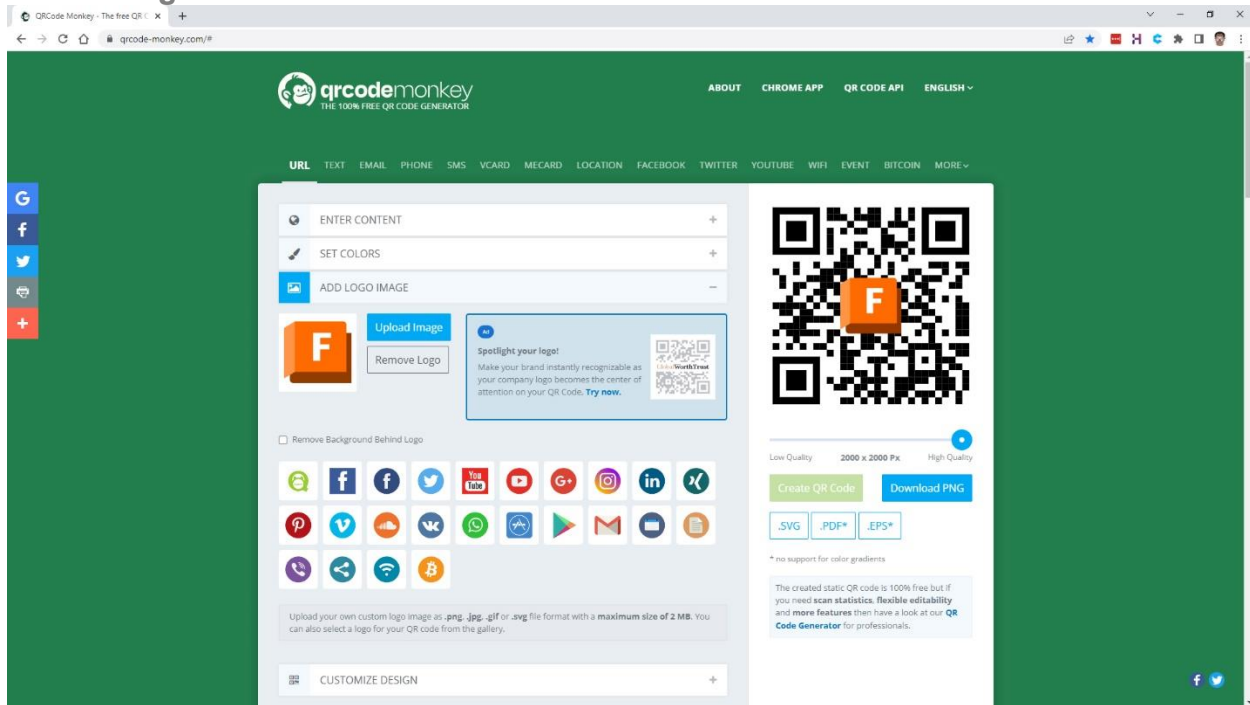 QRCode Monkey - The free QR C
qrcode-monkey.com/#
qrcodemonkey
THE 100% FREE QR CODE GENERATOR
ABOUT CHROME APP QR CODE API ENGLISH
URL TEXT EMAIL PHONE SMS VCARD MECARD LOCATION FACEBOOK TWITTER YOUTUBE WIFI EVENT BITCOIN MORE
ENTER CONTENT
SET COLORS
ADD LOGO IMAGE
F
Upload Image
Remove Logo
AI
Spotlight your logo!
Make your brand instantly recognizable as
your company logo becomes the center of
attention on your QR Code. Try now.
GlobalWorthTrust
Remove Background Behind Logo
You
Tube
CUSTOMIZE DESIGN
Upload your own custom logo image as .png, .jpg, .gif or .svg file format with a maximum size of 2 MB. You
can also select a logo for your QR code from the gallery.
F
Low Quality 2000 x 2000 Px High Quality
Create QR Code Download PNG
.SVG .PDF* .EPS*
* no support for color gradients
The created static QR code is 100% free but if
you need scan statistics, flexible editability
and more features then have a look at our QR
Code Generator for professionals.